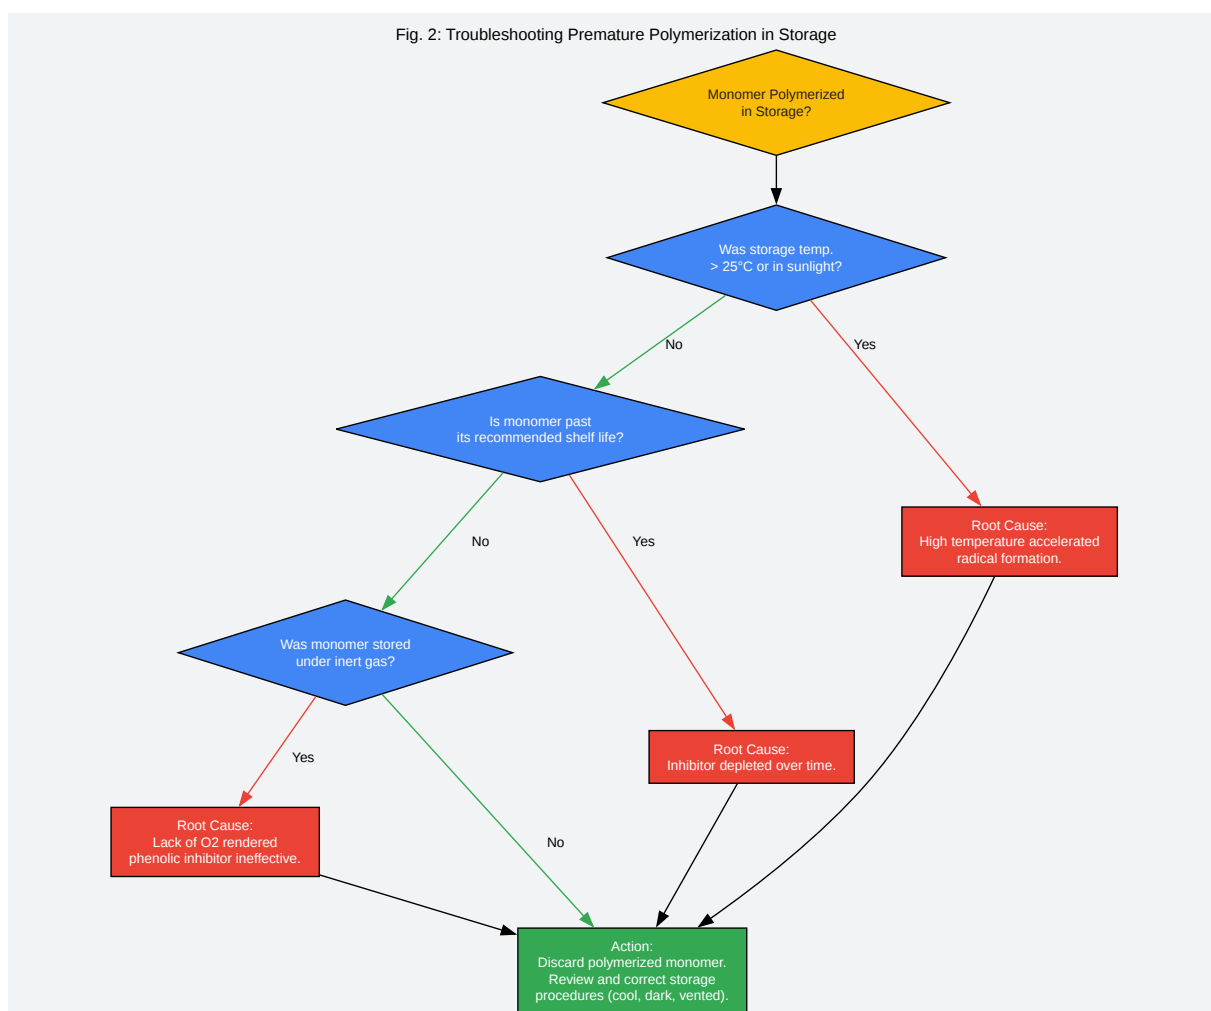 Fig. 2: Troubleshooting Premature Polymerization in Storage
Monomer Polymerized
in Storage?
Was storage temp.
> 25°C or in sunlight?
No
Yes
Is monomer past
its recommended shelf life?
Root Cause:
High temperature accelerated
radical formation.
No
Yes
Was monomer stored
under inert gas?
Root Cause:
Inhibitor depleted over time.
Yes
Root Cause:
Lack of O2 rendered
phenolic inhibitor ineffective.
No
Action:
Discard polymerized monomer.
Review and correct storage
procedures (cool, dark, vented).